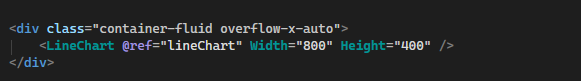 <div class="container-fluid overflow-x-auto">
<LineChart @ref="lineChart" Width="800" Height="400" />
</div>